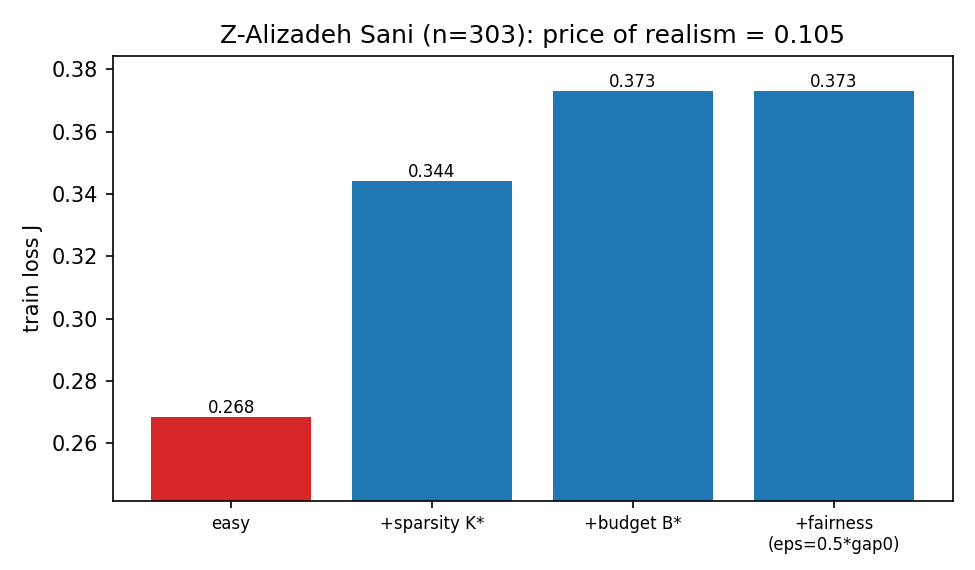 Z-Alizadeh Sani (n=303): price of realism = 0.105
train loss J
0.38
0.36
0.34
0.32
0.30
0.28
0.26
0.268
0.344
0.373
0.373
easy
+sparsity K*
+budget B*
+fairness
(eps=0.5*gap0)